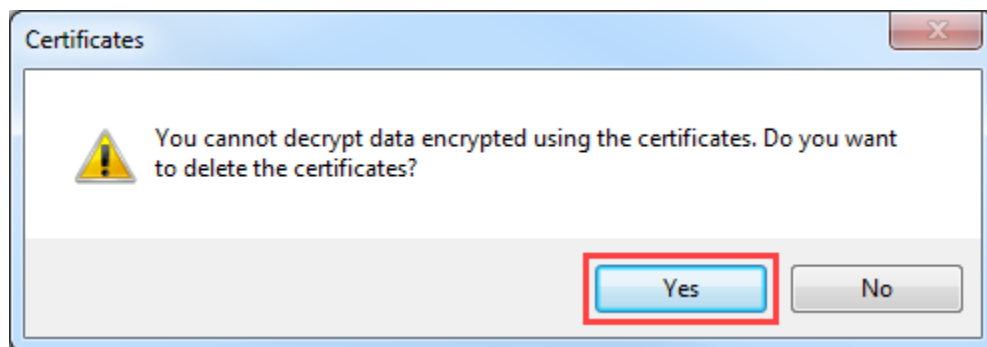 Certificates
You cannot decrypt data encrypted using the certificates. Do you want
to delete the certificates?
Yes
No